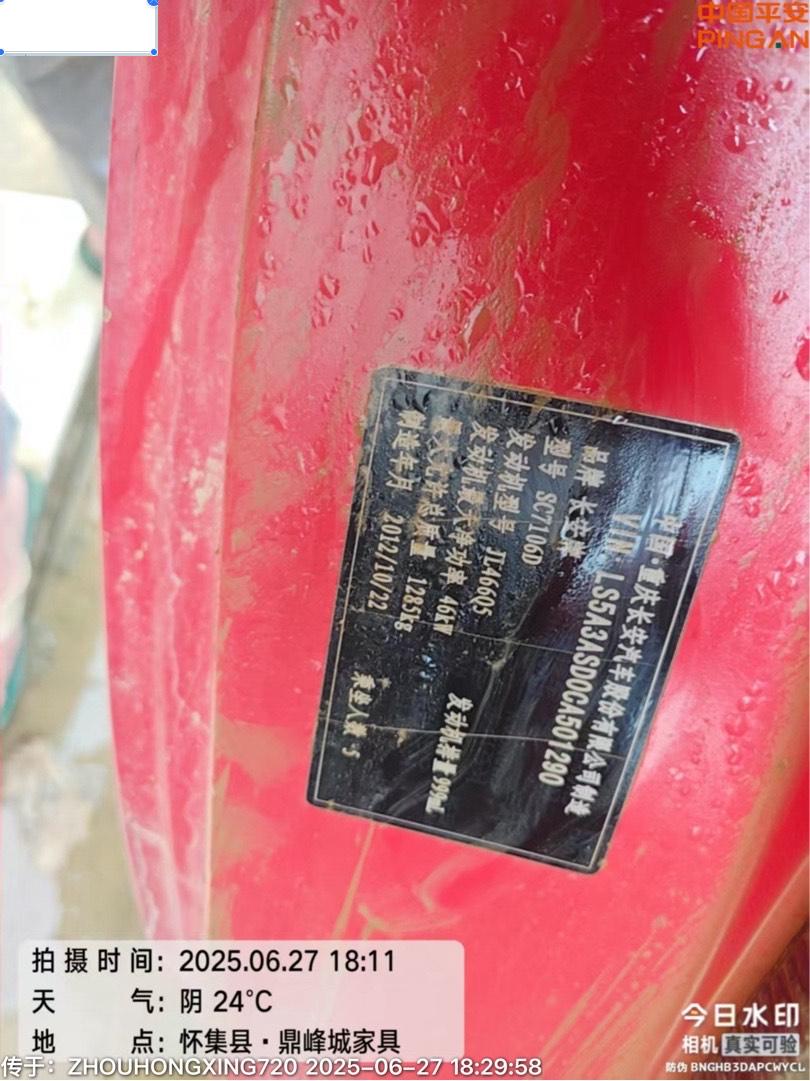 中国平安
PING AN
中国·重庆长安汽车股份有限公司制造
VIN LS5A3ASD0CA501290
品牌 长安牌
型号 SC7106D
发动机型号 JL466Q5
发动机最大净功率 46kW 发动机排量 999ml
最大允许总质量 1285kg
制造年月 2012/10/22 乘坐人数 5
拍摄时间: 2025.06.27 18:11
天 气: 阴 24℃
地 点: 怀集县·鼎峰城家具
传于: ZHOUHONGXING720 2025-06-27 18:29:58
今日水印
相机 真实可验
防伪 BNGHB3DAPCWYCL